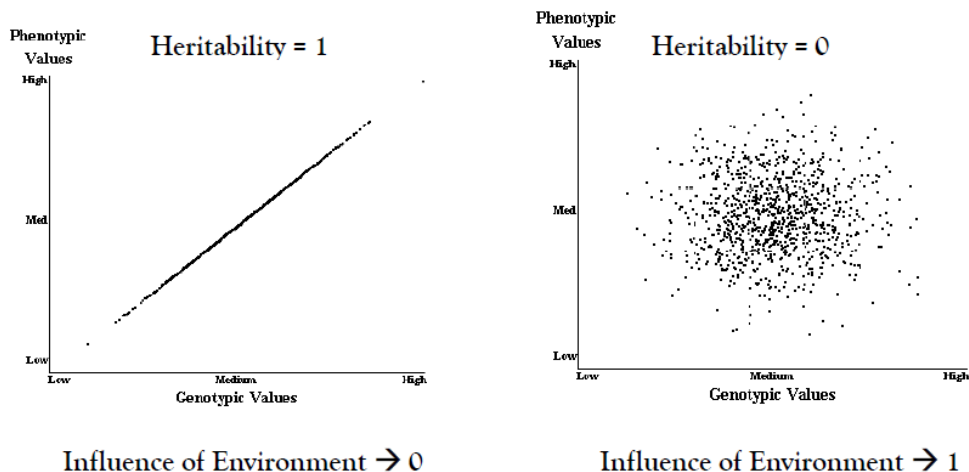 Phenotypic
Values
Heritability = 1
High
Med
Low
Low
Medium
High
Genotypic Values
Influence of Environment → 0
Phenotypic
Values
Heritability = 0
High
Med
Low
Low
Medium
High
Genotypic Values
Influence of Environment → 1